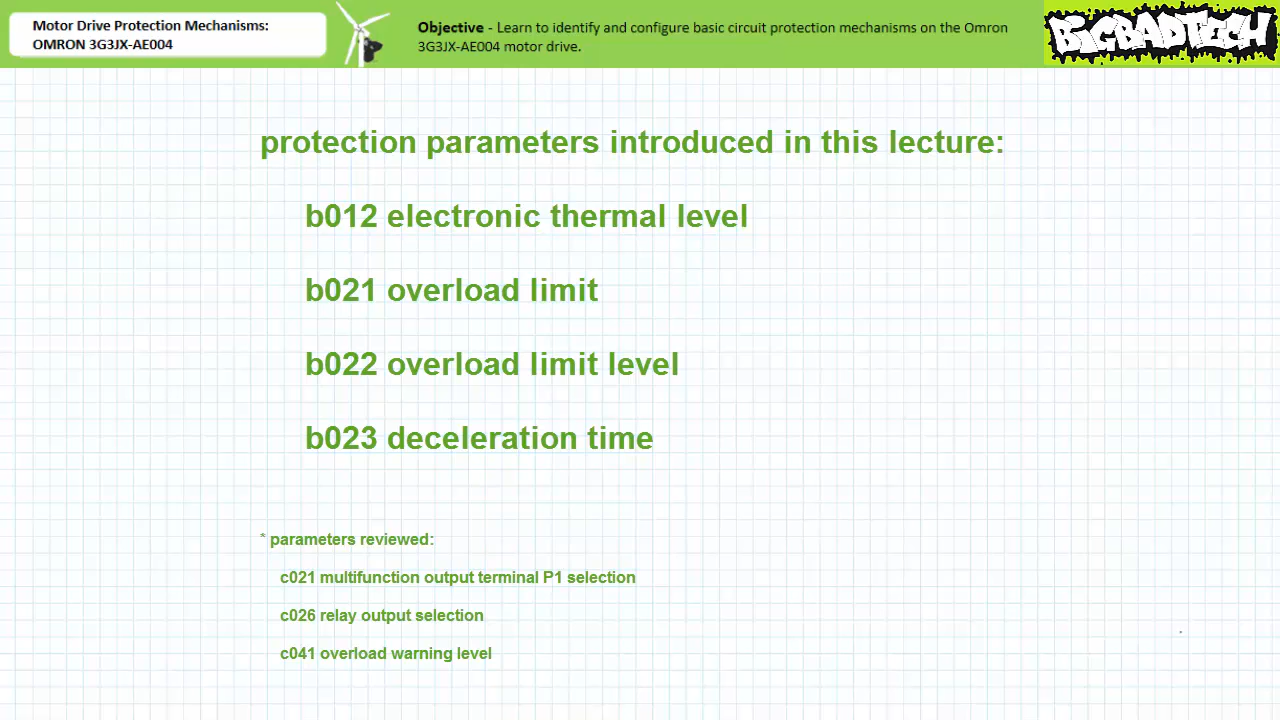 Motor Drive Protection Mechanisms:
OMRON 3G3JX-AE004
Objective - Learn to identify and configure basic circuit protection mechanisms on the Omron
3G3JX-AE004 motor drive.
BIGBADTECH
protection parameters introduced in this lecture:
b012 electronic thermal level
b021 overload limit
b022 overload limit level
b023 deceleration time
* parameters reviewed:
c021 multifunction output terminal P1 selection
c026 relay output selection
c041 overload warning level